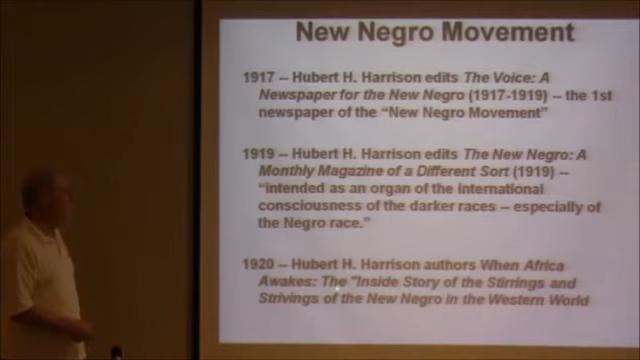 New Negro Movement
1917 -- Hubert H. Harrison edits The Voice: A
Newspaper for the New Negro (1917-1919) -- the 1st
newspaper of the "New Negro Movement"
1919 -- Hubert H. Harrison edits The New Negro: A
Monthly Magazine of a Different Sort (1919) --
"intended as an organ of the international
consciousness of the darker races -- especially of
the Negro race."
1920 -- Hubert H. Harrison authors When Africa
Awakes: The "Inside Story of the Stirrings and
Strivings of the New Negro in the Western World